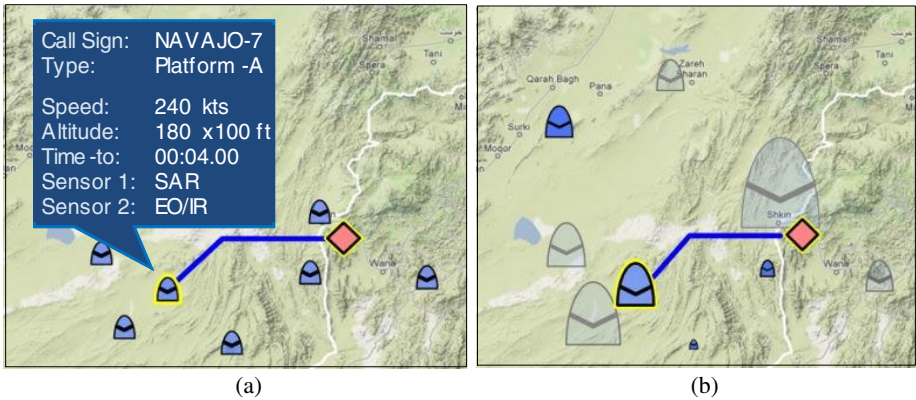 Call Sign: NAVAJO-7
Type: Platform -A
Speed: 240 kts
Altitude: 180 x100 ft
Time-to: 00:04.00
Sensor 1: SAR
Sensor 2: EO/IR
Shamal
Tani
Spera
Wana
Shamal
Tani
Spera
Zareh
Sharan
Qarah Bagh
Pana
Surki
Moqor
Shkin
Wana
(a)
(b)